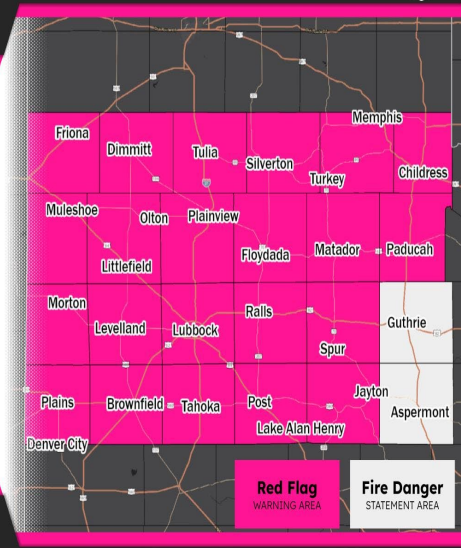 Memphis
Friona
Dimmitt
Tulia
Silverton
Turkey
Childress
Muleshoe
Olton
Plainview
Floydada
Matador
Paducah
Littlefield
Morton
Levelland
Lubbock
Ralls
Spur
Guthrie
Plains
Brownfield
Tahoka
Post
Jayton
Aspermont
Lake Alan Henry
Denver City
Red Flag
WARNING AREA
Fire Danger
STATEMENT AREA